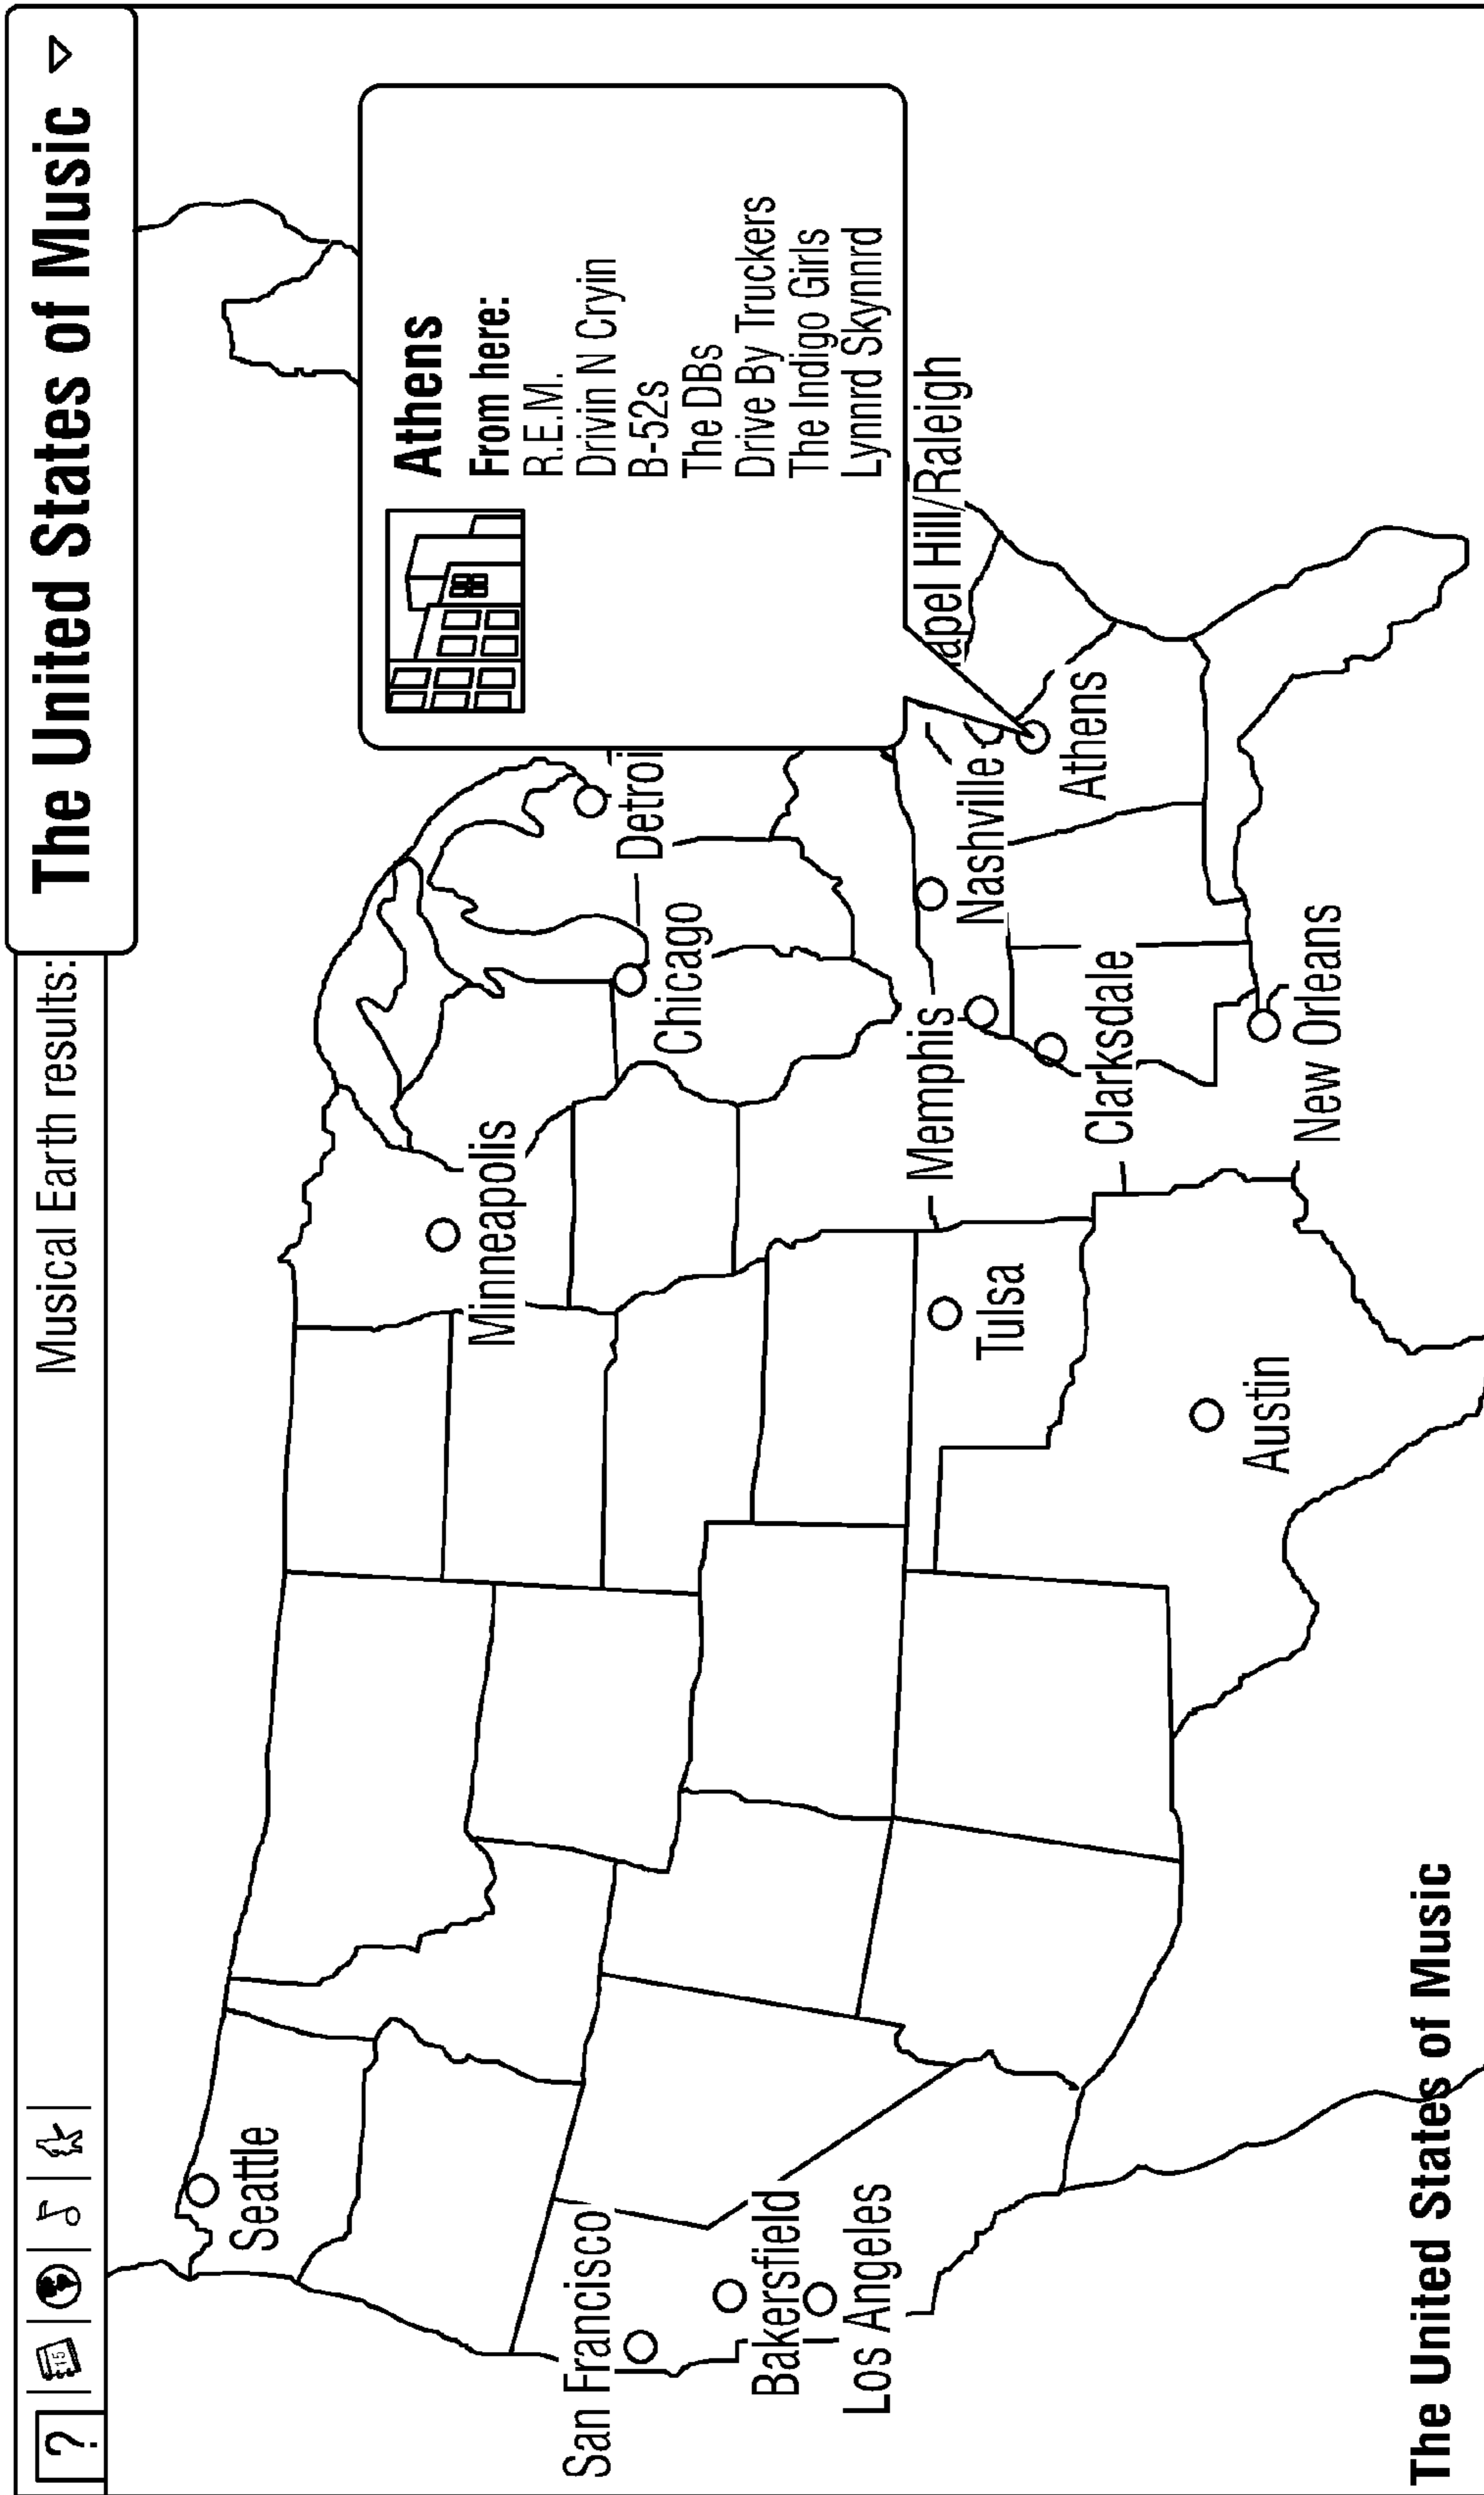 ?
15
Musical Earth results:
The United States of Music
Seattle
Minneapolis
Athens
From here:
R.E.M.
Drivin N Cryin
B-52s
The DBs
Drive By Truckers
The Indigo Girls
Lynnrd Skynnrd
San Francisco
Chicago
Detroi
Bakersfield
Los Angeles
Memphis
Nashville
apel Hill/Raleigh
Tulsa
Athens
Clarksdale
Austin
New Orleans
The United States of Music